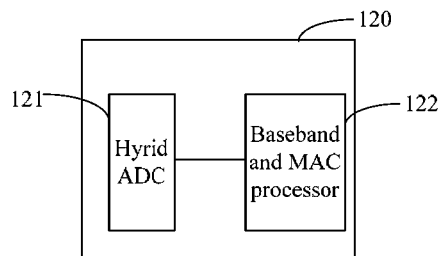 120
121
122
Hyrid
ADC
Baseband
and MAC
processor